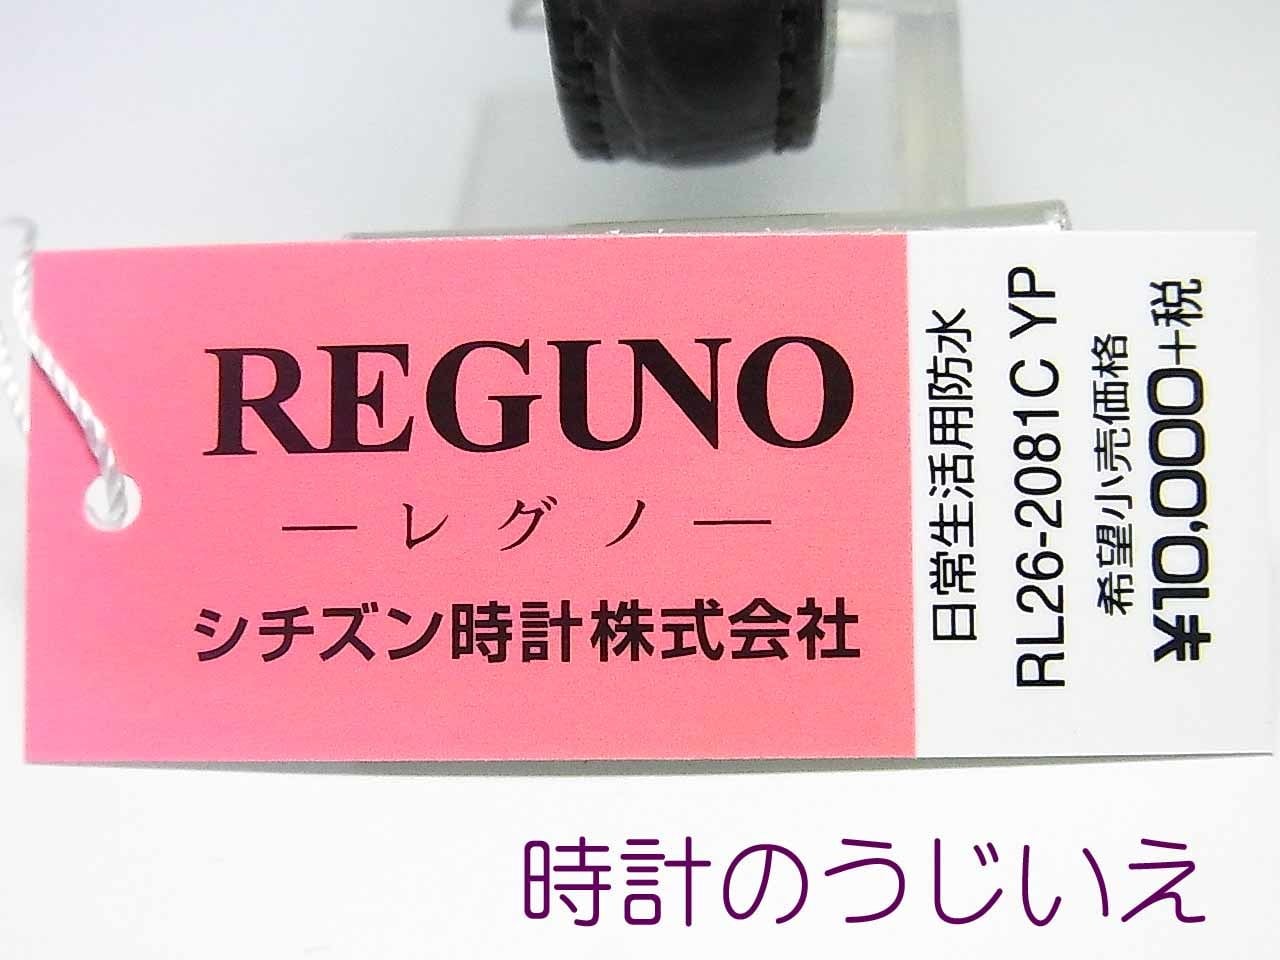 REGUNO
― レグノ ―
シチズン時計株式会社
日常生活用防水
RL26-2081C YP
希望小売価格
¥10,000+税
時計のうじいえ